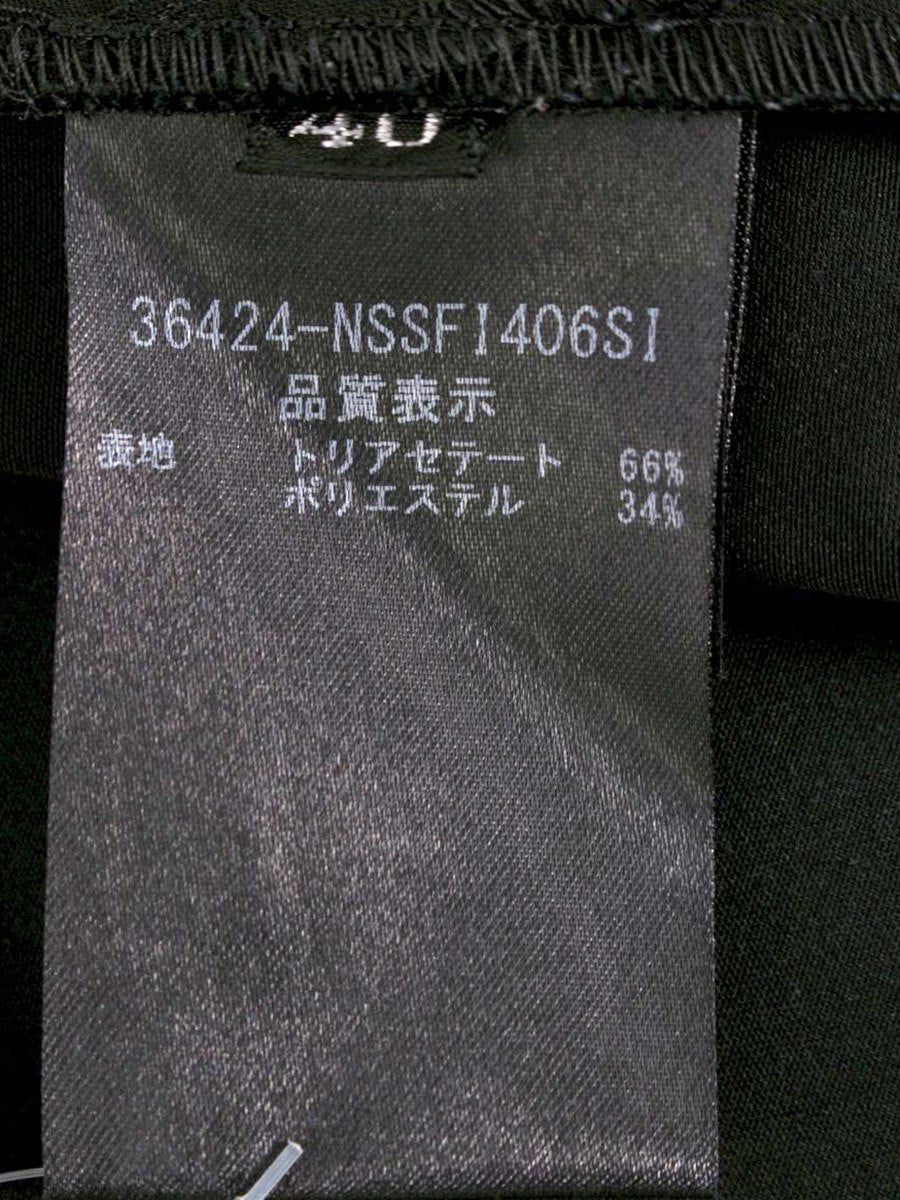 40
36424-NSSFI406SI
品質表示
表地 トリアセテート 66%
ポリエステル 34%